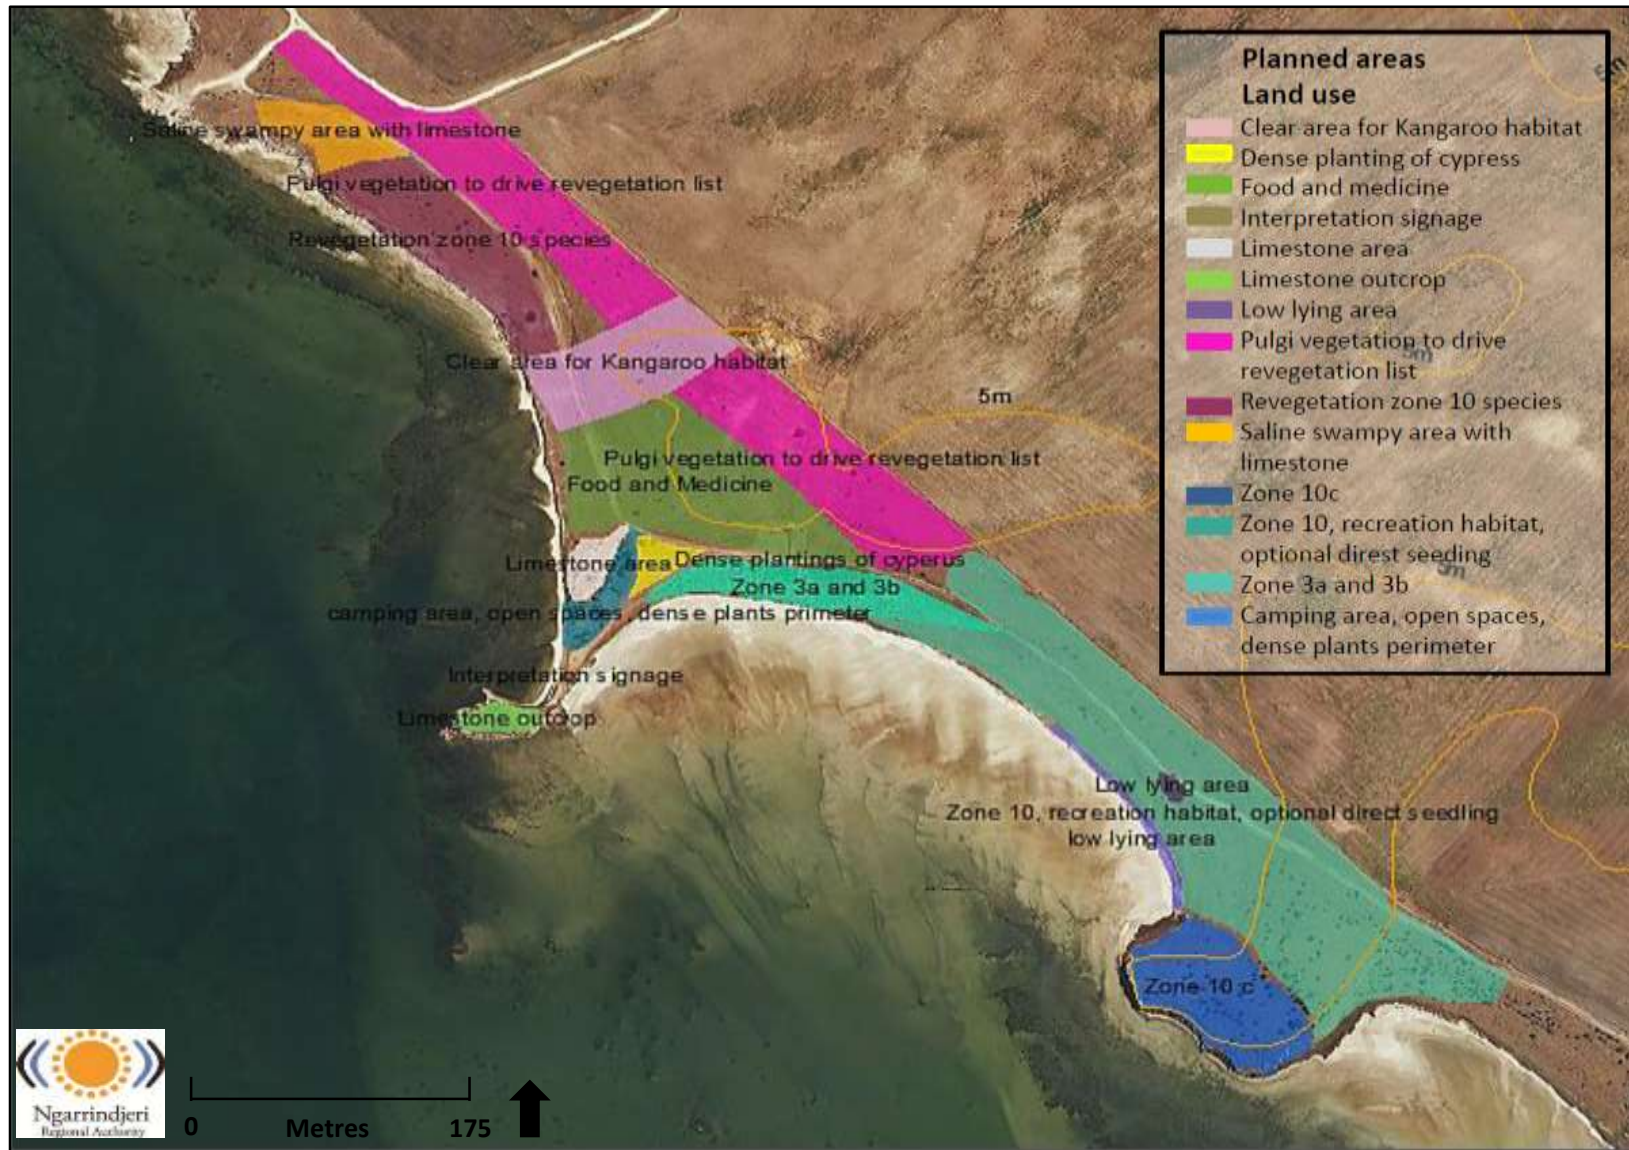 Planned areas
Land use
Clear area for Kangaroo habitat
Dense planting of cypress
Food and medicine
Interpretation signage
Limestone area
Limestone outcrop
Low lying area
Pulgi vegetation to drive
revegetation list
Revegetation zone 10 species
Saline swampy area with
limestone
Zone 10c
Zone 10, recreation habitat,
optional direst seeding
Zone 3a and 3b
Camping area, open spaces,
dense plants perimeter
5m
5m
5m
Saline swampy area with limestone
Pulgi vegetation to drive revegetation list
Revegetation zone 10 species
Clear area for Kangaroo habitat
5m
Pulgi vegetation to drive revegetation list
Food and Medicine
Limestone area
Dense plantings of cyperus
Zone 3a and 3b
camping area, open spaces, dense plants primeter
Interpretation signage
Limestone outcrop
Low lying area
Zone 10, recreation habitat, optional direct seedling
low lying area
Zone 10 c
Ngarrindjeri
Regional Authority
0 Metres 175